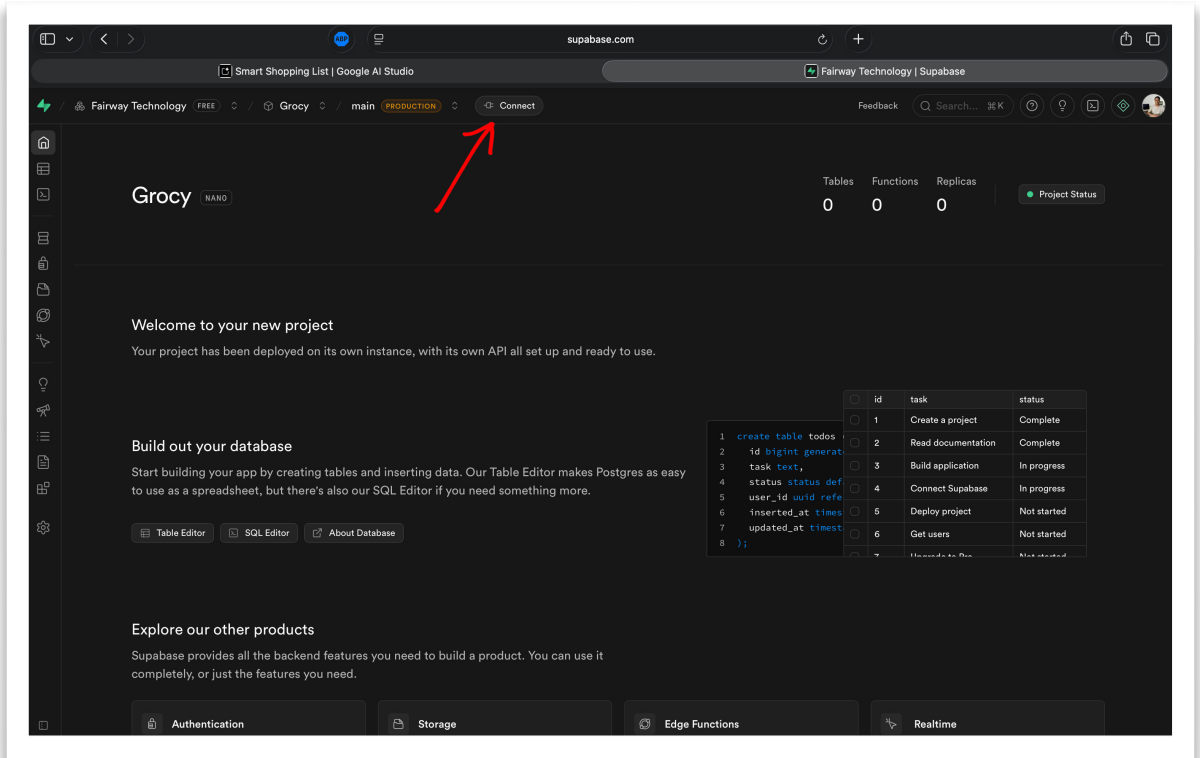 ABP
supabase.com
Smart Shopping List | Google AI Studio
Fairway Technology | Supabase
Fairway Technology FREE / Grocy / main PRODUCTION Connect
Feedback Search... ⌘K
Grocy NANO
Tables Functions Replicas
0 0 0
Project Status
Welcome to your new project
Your project has been deployed on its own instance, with its own API all set up and ready to use.
Build out your database
Start building your app by creating tables and inserting data. Our Table Editor makes Postgres as easy
to use as a spreadsheet, but there's also our SQL Editor if you need something more.
Table Editor SQL Editor About Database
1 create table todos
2 id bigint generat
3 task text,
4 status status def
5 user_id uuid refe
6 inserted_at times
7 updated_at timest
8 );
id task status
1 Create a project Complete
2 Read documentation Complete
3 Build application In progress
4 Connect Supabase In progress
5 Deploy project Not started
6 Get users Not started
7 Upgrade to Pro Not started
Explore our other products
Supabase provides all the backend features you need to build a product. You can use it
completely, or just the features you need.
Authentication Storage Edge Functions Realtime